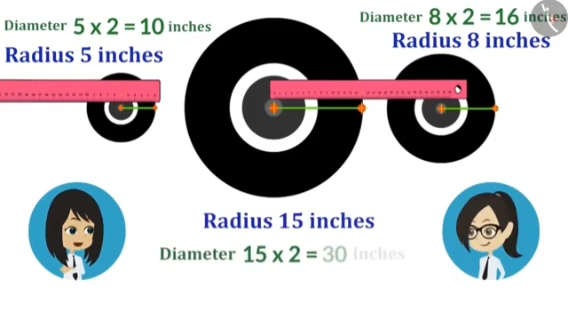 Diameter 5 x 2 = 10 inches
Radius 5 inches
Diameter 8 x 2 = 16 inches
Radius 8 inches
Radius 15 inches
Diameter 15 x 2 = 30 Inches